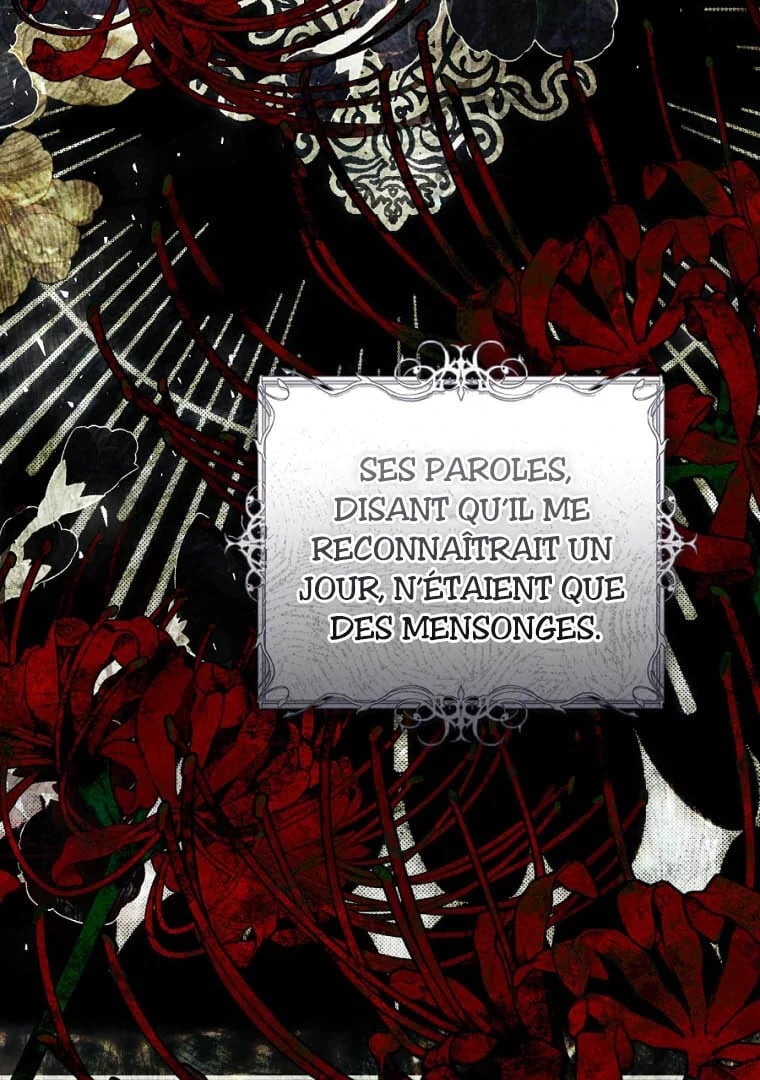 SES PAROLES,
DISANT QU'IL ME
RECONNAÎTRAIT UN
JOUR, N'ÉTAIENT QUE
DES MENSONGES.